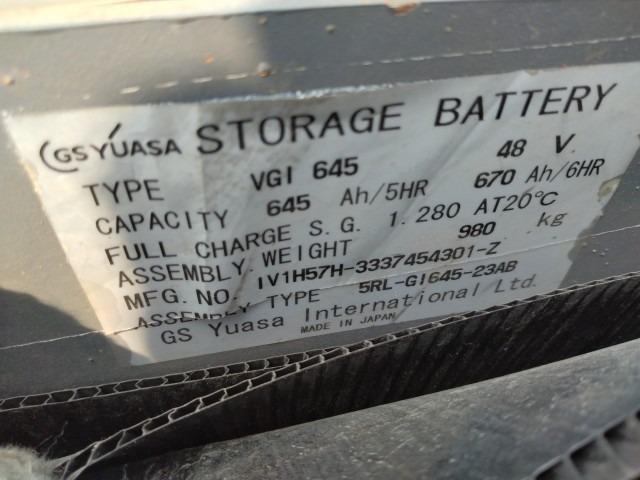 GS YUASA STORAGE BATTERY
TYPE VGI 645 48 V
CAPACITY 645 Ah/5HR 670 Ah/6HR
FULL CHARGE S.G. 1.280 AT20℃
ASSEMBLY WEIGHT 980 kg
MFG. NO. IV1H57H-3337454301-Z
ASSEMBLY TYPE 5RL-GI645-23AB
GS Yuasa International Ltd.
MADE IN JAPAN